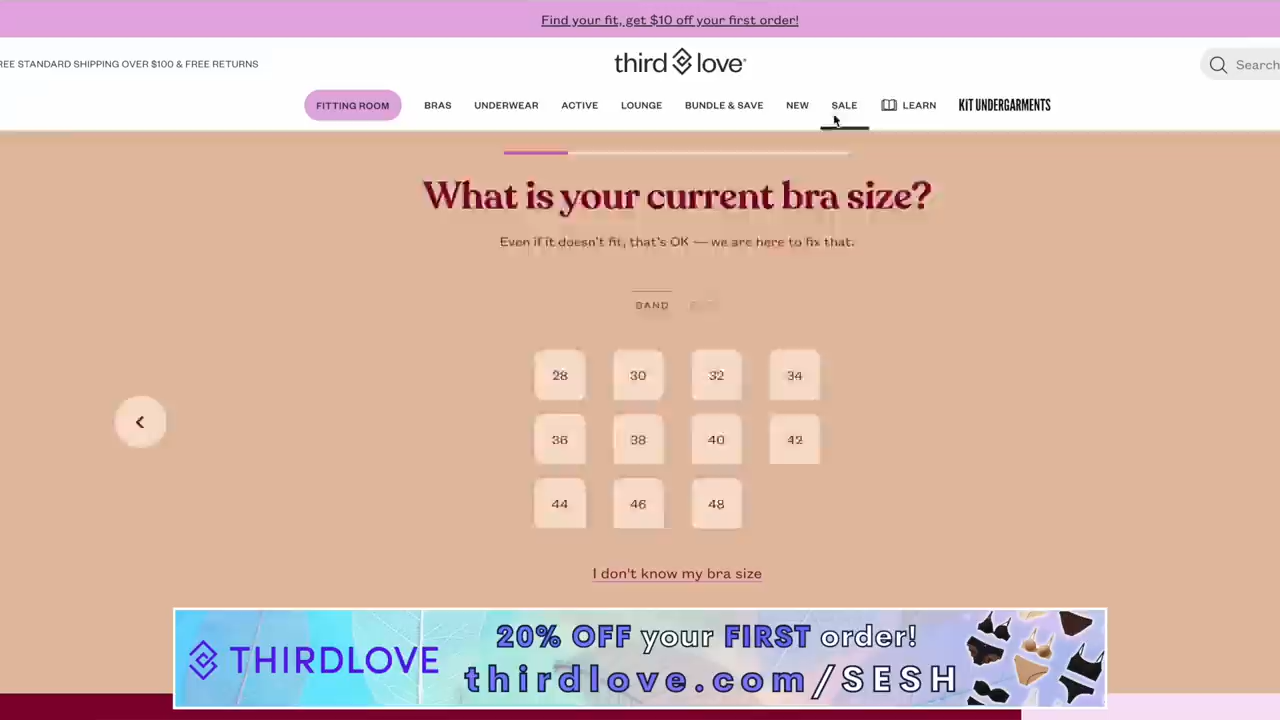 Find your fit, get $10 off your first order!
REE STANDARD SHIPPING OVER $100 & FREE RETURNS
third love
Search
FITTING ROOM
BRAS
UNDERWEAR
ACTIVE
LOUNGE
BUNDLE & SAVE
NEW
SALE
LEARN
KIT UNDERGARMENTS
What is your current bra size?
Even if it doesn't fit, that's OK — we are here to fix that.
BAND
28 30 32 34
36 38 40 42
44 46 48
I don't know my bra size
THIRDLOVE
20% OFF your FIRST order!
thirdlove.com/SESH